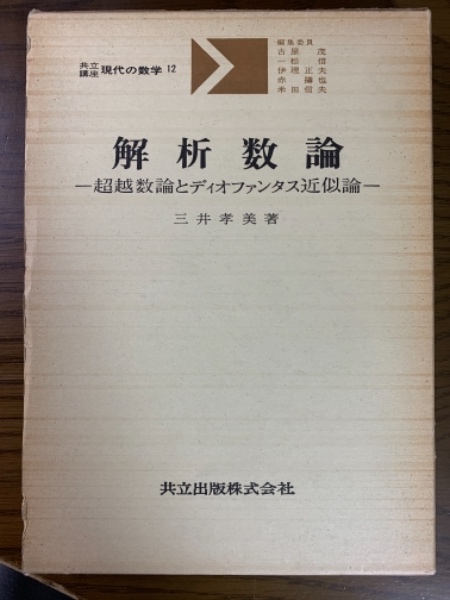 共立
講座 現代の数学 12
編集委員
古屋 茂
一松 信
伊理正夫
赤 攝也
米田信夫
解析数論
―超越数論とディオファンタス近似論―
三井孝美著
共立出版株式会社